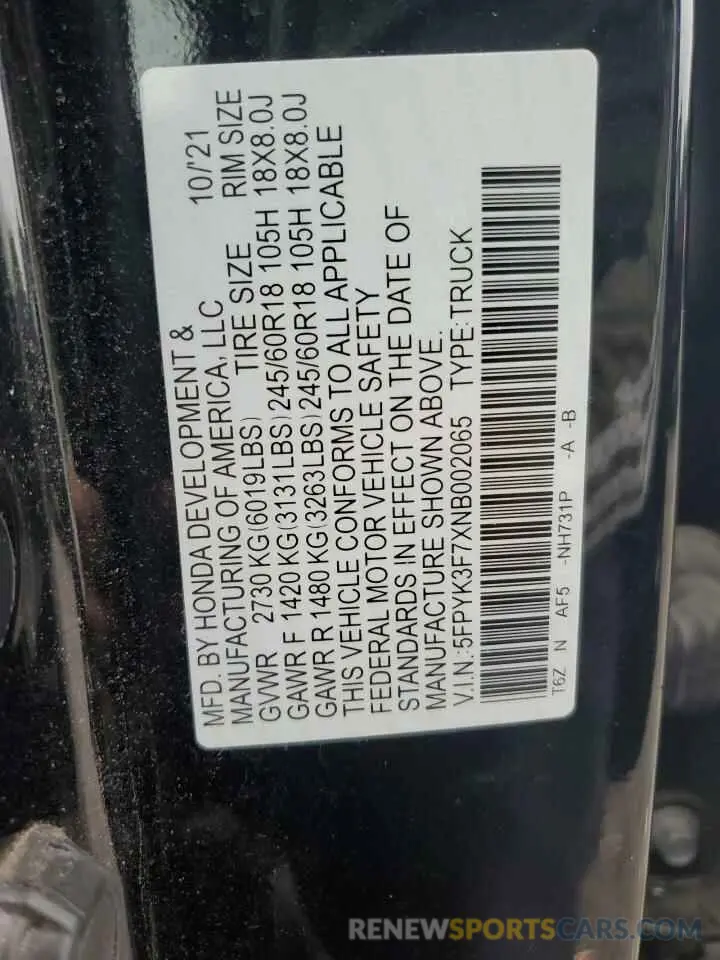 MFD. BY HONDA DEVELOPMENT &
MANUFACTURING OF AMERICA, LLC 10/'21
GVWR 2730 KG(6019LBS) TIRE SIZE RIM SIZE
GAWR F 1420 KG(3131LBS) 245/60R18 105H 18X8.0J
GAWR R 1480 KG(3263LBS) 245/60R18 105H 18X8.0J
THIS VEHICLE CONFORMS TO ALL APPLICABLE
FEDERAL MOTOR VEHICLE SAFETY
STANDARDS IN EFFECT ON THE DATE OF
MANUFACTURE SHOWN ABOVE.
V.I.N.:5FPYK3F7XNB002065 TYPE:TRUCK
T6Z N AF5 -NH731P -A -B
RENEWSPORTSCARS.COM